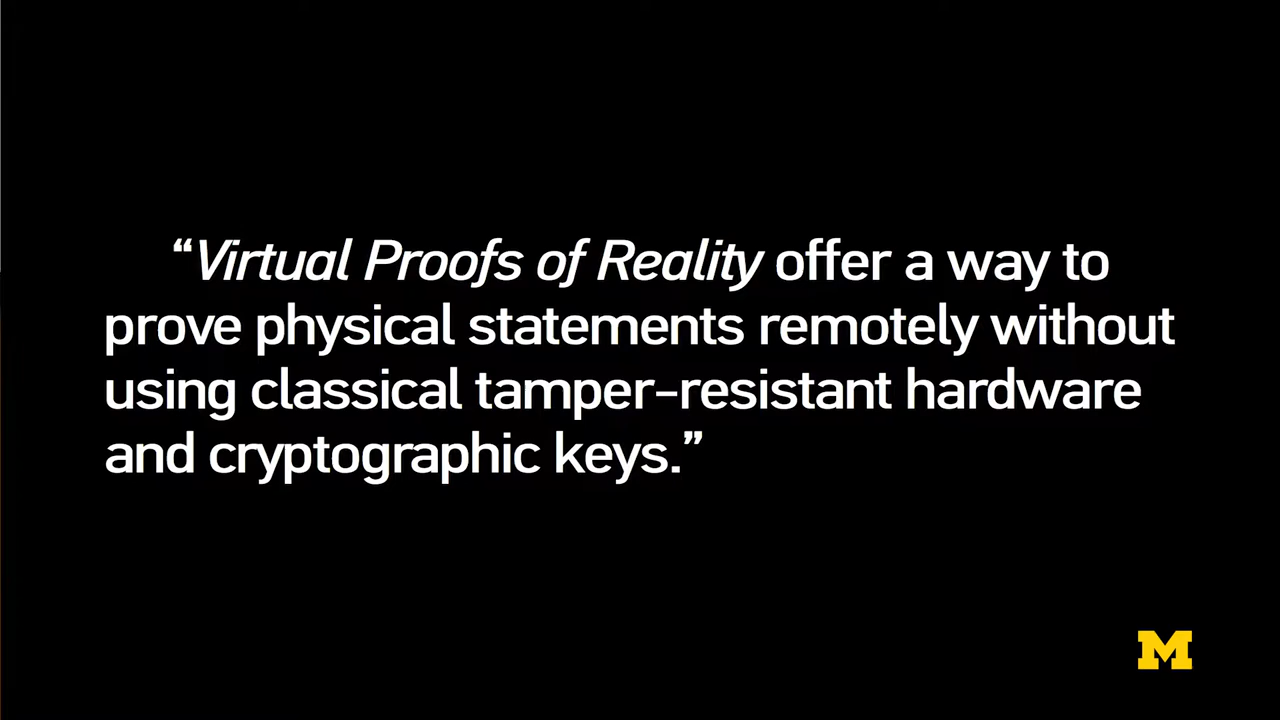 “Virtual Proofs of Reality offer a way to
prove physical statements remotely without
using classical tamper-resistant hardware
and cryptographic keys.”
M